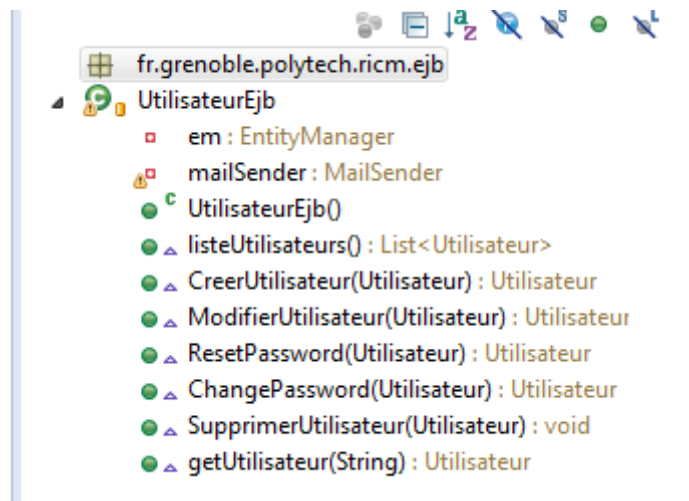 fr.grenoble.polytech.ricm.ejb
UtilisateurEjb
em : EntityManager
mailSender : MailSender
UtilisateurEjb()
listeUtilisateurs() : List<Utilisateur>
CreerUtilisateur(Utilisateur) : Utilisateur
ModifierUtilisateur(Utilisateur) : Utilisateur
ResetPassword(Utilisateur) : Utilisateur
ChangePassword(Utilisateur) : Utilisateur
SupprimerUtilisateur(Utilisateur) : void
getUtilisateur(String) : Utilisateur